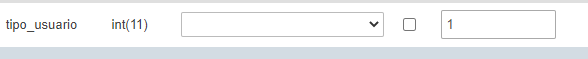 tipo_usuario int(11) 1